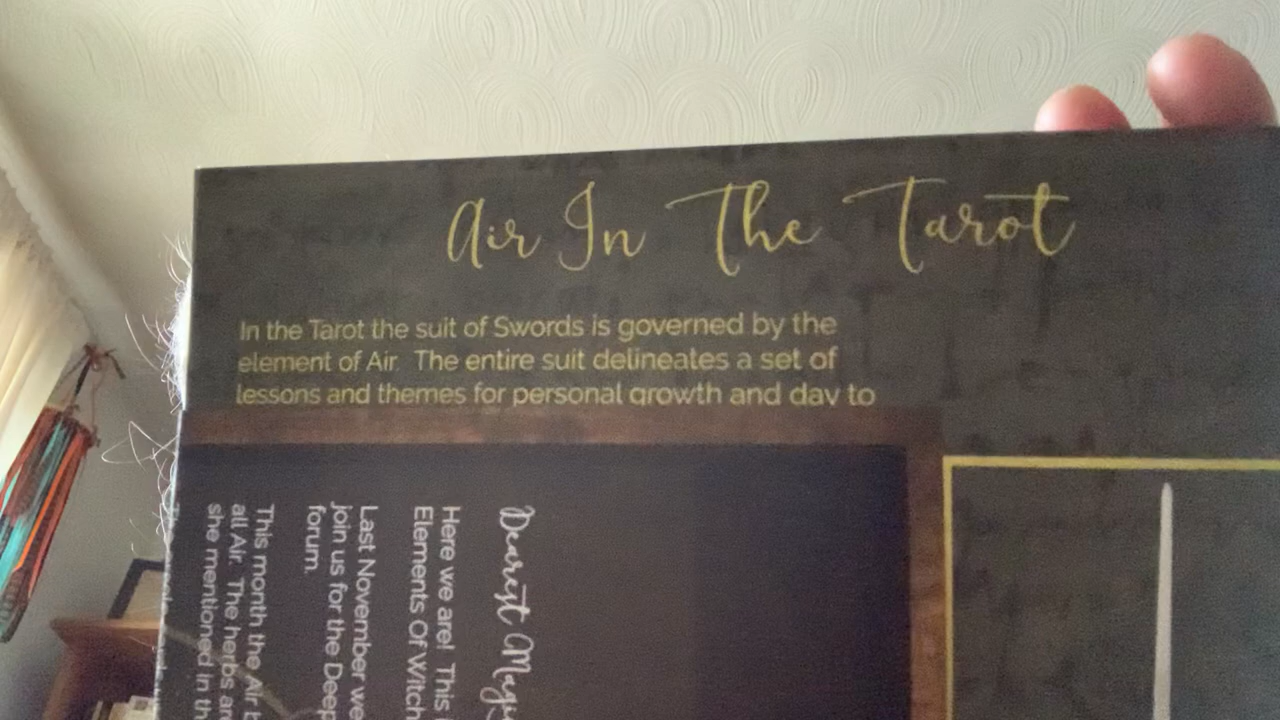 Air In The Tarot
In the Tarot the suit of Swords is governed by the
element of Air. The entire suit delineates a set of
lessons and themes for personal growth and day to
Dearest
Here we are! This
Elements Of
Last November we
join us for the Deep
forum.
This month the Air
all Air. The herbs
she mentioned in